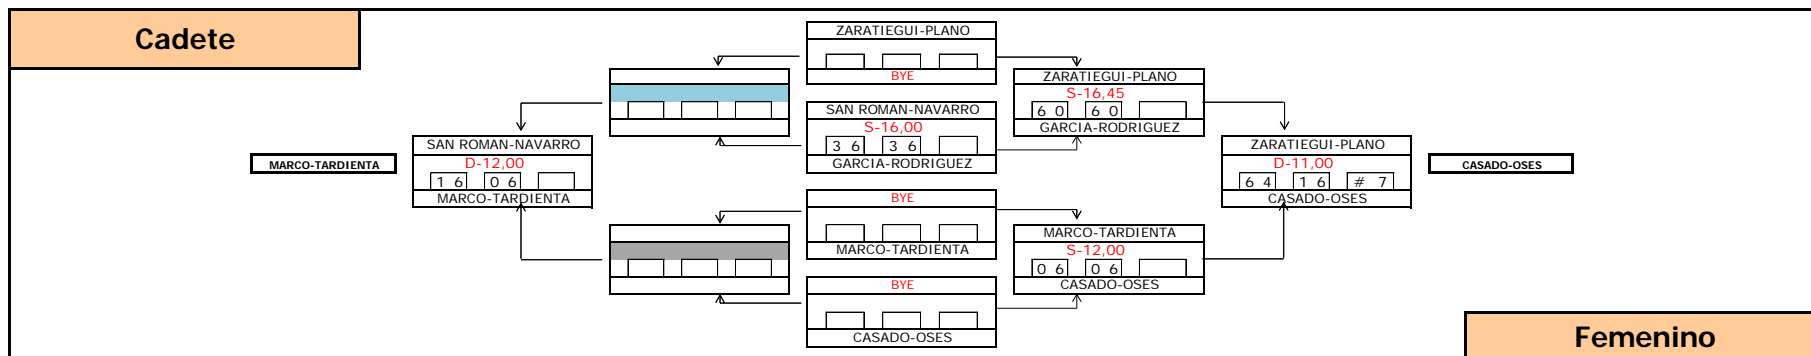 Cadete
ZARATIEGUI-PLANO
BYE
ZARATIEGUI-PLANO
S-16,45
6 0 6 0
GARCIA-RODRIGUEZ
SAN ROMAN-NAVARRO
S-16,00
3 6 3 6
GARCIA-RODRIGUEZ
SAN ROMAN-NAVARRO
D-12,00
1 6 0 6
MARCO-TARDIENTA
MARCO-TARDIENTA
ZARATIEGUI-PLANO
D-11,00
6 4 1 6 # 7
CASADO-OSES
CASADO-OSES
BYE
MARCO-TARDIENTA
MARCO-TARDIENTA
S-12,00
0 6 0 6
CASADO-OSES
BYE
CASADO-OSES
Femenino